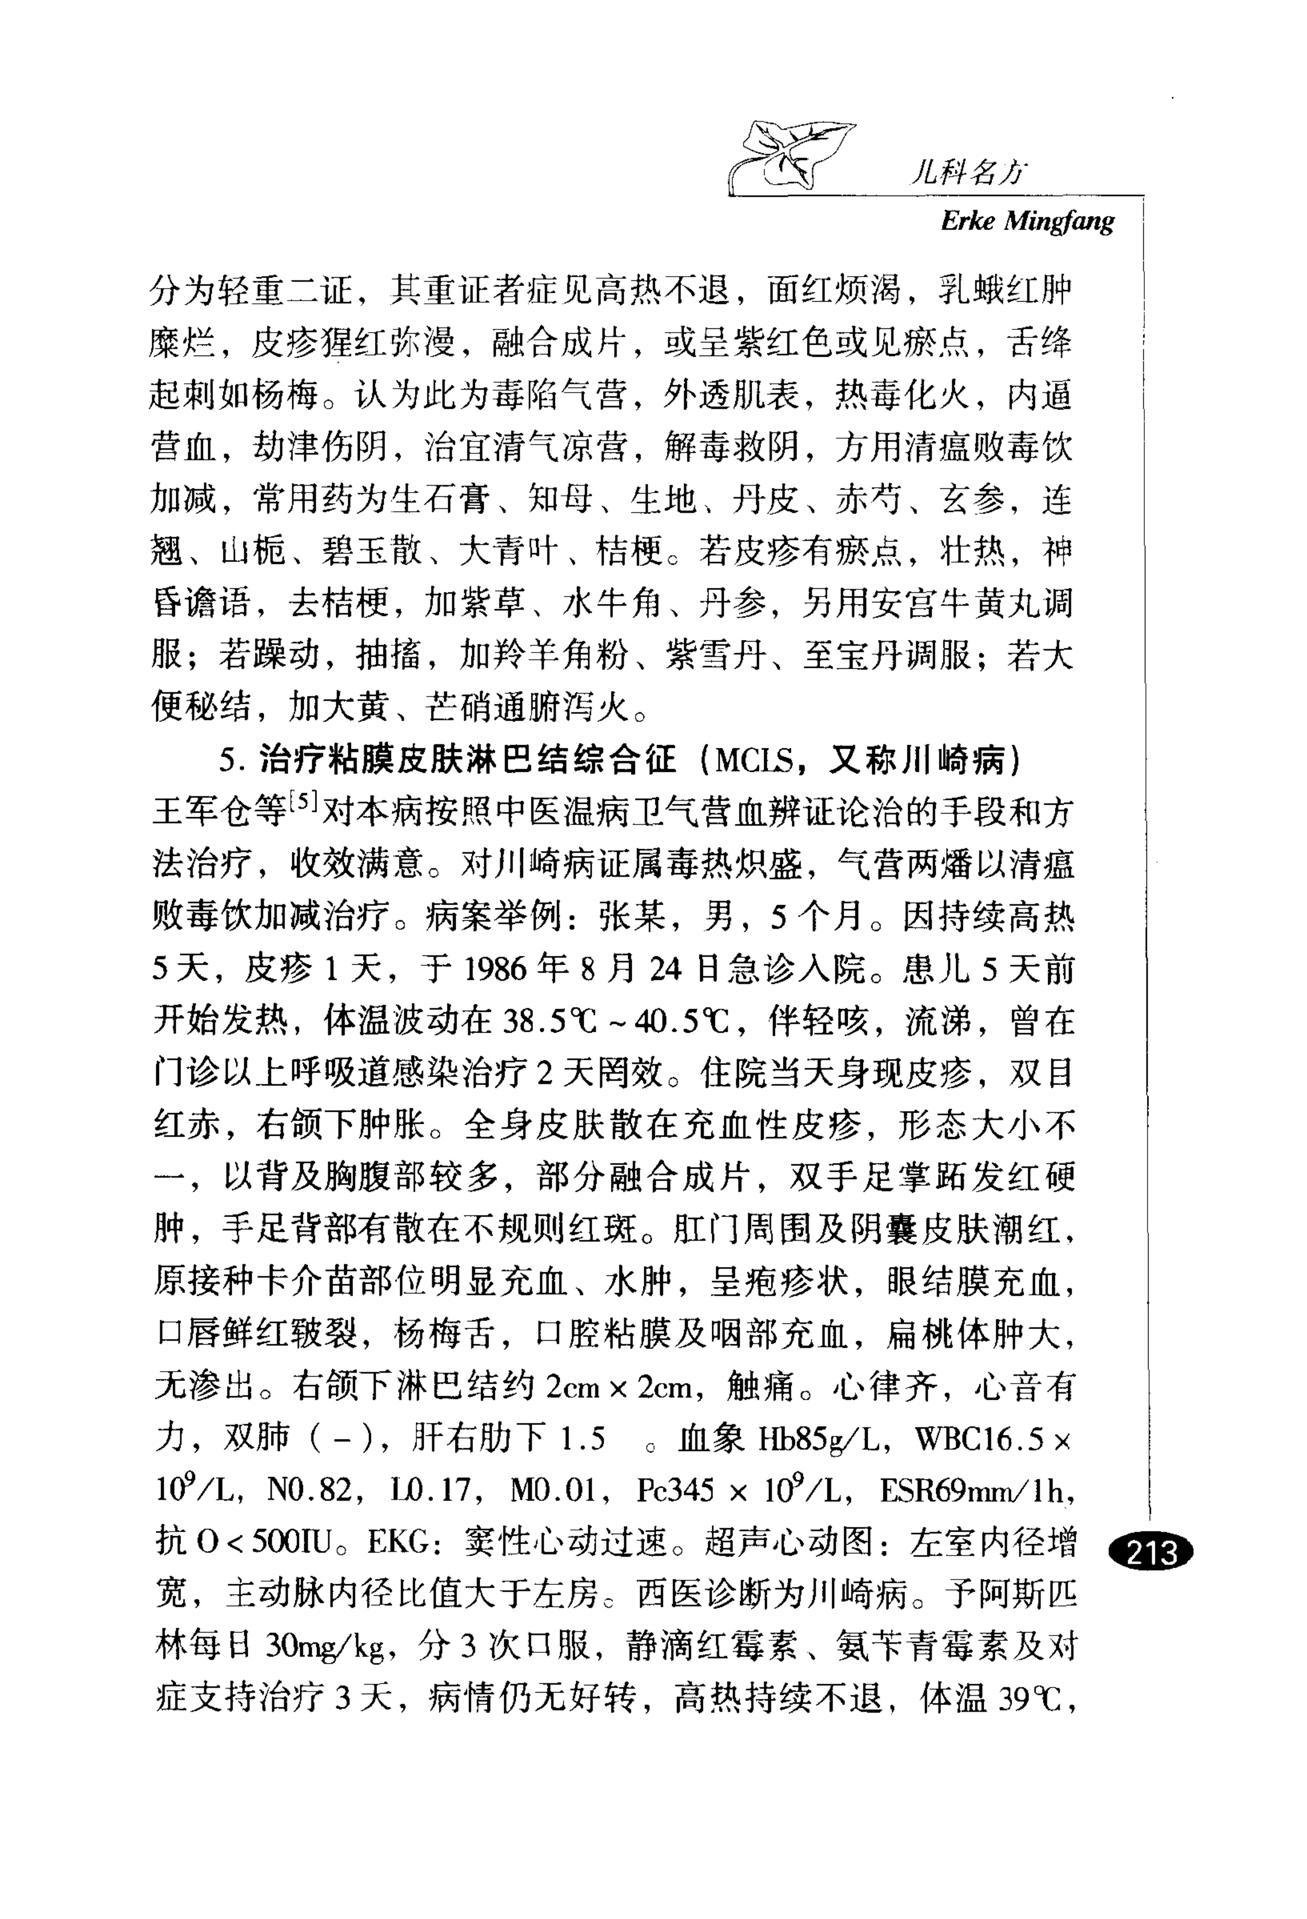 儿科名方
Erke Mingfang
分为轻重二证，其重证者症见高热不退，面红烦渴，乳蛾红肿
糜烂，皮疹猩红弥漫，融合成片，或呈紫红色或见瘀点，舌绛
起刺如杨梅。认为此为毒陷气营，外透肌表，热毒化火，内逼
营血，劫津伤阴，治宜清气凉营，解毒救阴，方用清瘟败毒饮
加减，常用药为生石膏、知母、生地、丹皮、赤芍、玄参，连
翘、山栀、碧玉散、大青叶、桔梗。若皮疹有瘀点，壮热，神
昏谵语，去桔梗，加紫草、水牛角、丹参，另用安宫牛黄丸调
服；若躁动，抽搐，加羚羊角粉、紫雪丹、至宝丹调服；若大
便秘结，加大黄、芒硝通腑泻火。
5. 治疗粘膜皮肤淋巴结综合征（MCLS，又称川崎病）
王军仓等[5]对本病按照中医温病卫气营血辨证论治的手段和方
法治疗，收效满意。对川崎病证属毒热炽盛，气营两燔以清瘟
败毒饮加减治疗。病案举例：张某，男，5 个月。因持续高热
5 天，皮疹 1 天，于 1986 年 8 月 24 日急诊入院。患儿 5 天前
开始发热，体温波动在 38.5℃ ~ 40.5℃，伴轻咳，流涕，曾在
门诊以上呼吸道感染治疗 2 天罔效。住院当天身现皮疹，双目
红赤，右颌下肿胀。全身皮肤散在充血性皮疹，形态大小不
一，以背及胸腹部较多，部分融合成片，双手足掌跖发红硬
肿，手足背部有散在不规则红斑。肛门周围及阴囊皮肤潮红，
原接种卡介苗部位明显充血、水肿，呈疱疹状，眼结膜充血，
口唇鲜红皲裂，杨梅舌，口腔粘膜及咽部充血，扁桃体肿大，
无渗出。右颌下淋巴结约 2cm × 2cm，触痛。心律齐，心音有
力，双肺（－），肝右肋下 1.5 。血象 Hb85g/L，WBC16.5 ×
10⁹/L，N0.82，L0.17，M0.01，Pc345 × 10⁹/L，ESR69mm/1h，
抗 O < 500IU。EKG：窦性心动过速。超声心动图：左室内径增
宽，主动脉内径比值大于左房。西医诊断为川崎病。予阿斯匹
林每日 30mg/kg，分 3 次口服，静滴红霉素、氨苄青霉素及对
症支持治疗 3 天，病情仍无好转，高热持续不退，体温 39℃，
213